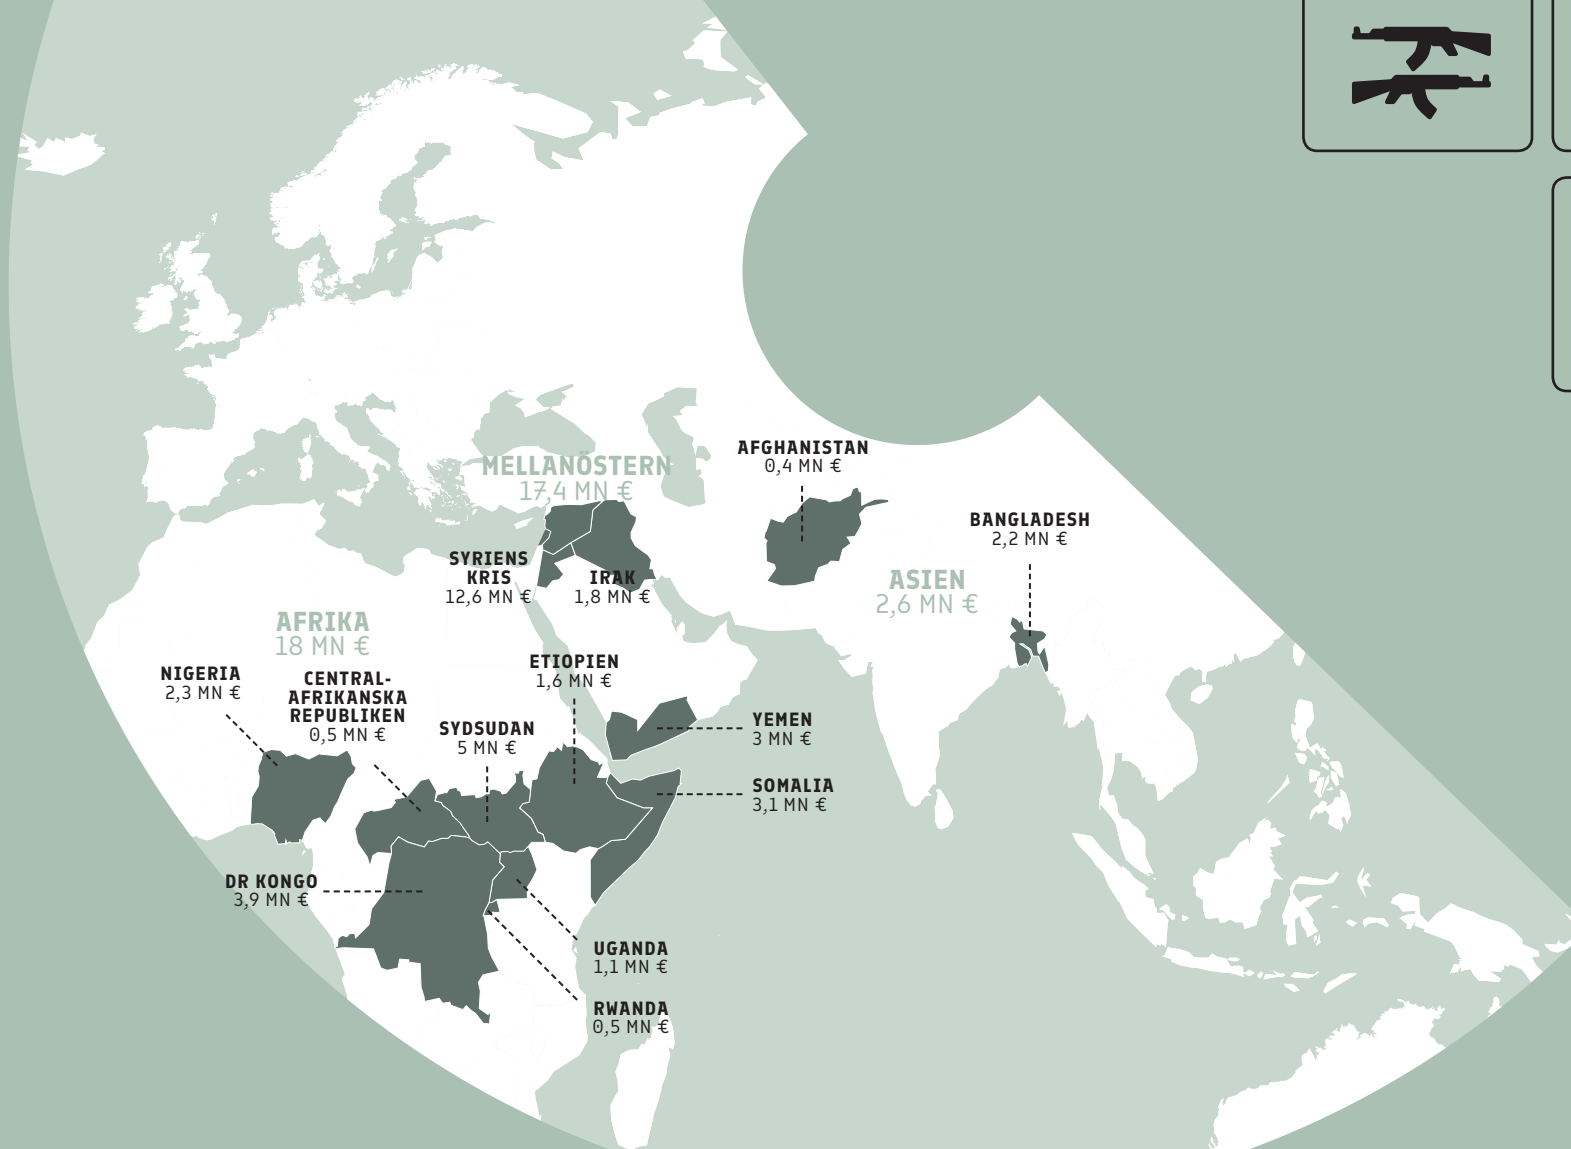 MELLANÖSTERN
17,4 MN €
AFGHANISTAN
0,4 MN €
BANGLADESH
2,2 MN €
SYRIENS
KRIS
12,6 MN €
IRAK
1,8 MN €
ASIEN
2,6 MN €
AFRIKA
18 MN €
NIGERIA
2,3 MN €
CENTRAL-
AFRIKANSKA
REPUBLIKEN
0,5 MN €
ETIOPIEN
1,6 MN €
SYDSUDAN
5 MN €
YEMEN
3 MN €
SOMALIA
3,1 MN €
DR KONGO
3,9 MN €
UGANDA
1,1 MN €
RWANDA
0,5 MN €